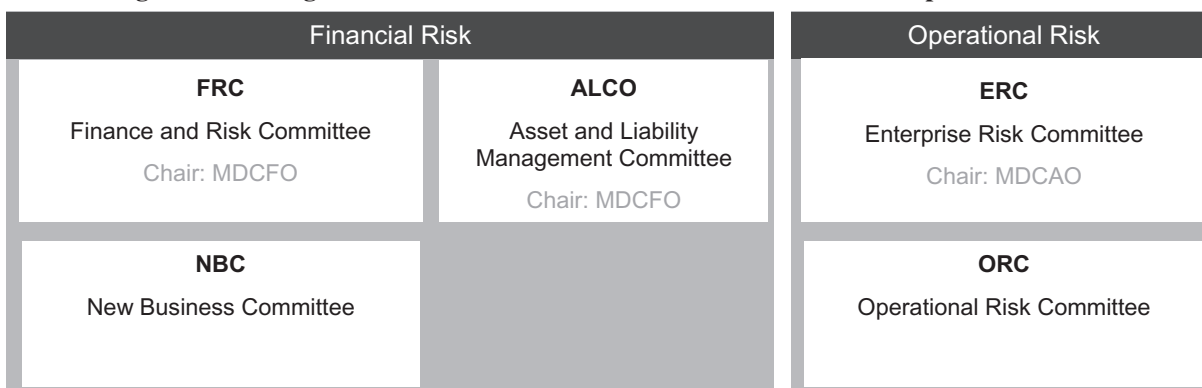 Financial Risk
FRC
Finance and Risk Committee
Chair: MDCFO
ALCO
Asset and Liability
Management Committee
Chair: MDCFO
NBC
New Business Committee
Operational Risk
ERC
Enterprise Risk Committee
Chair: MDCAO
ORC
Operational Risk Committee